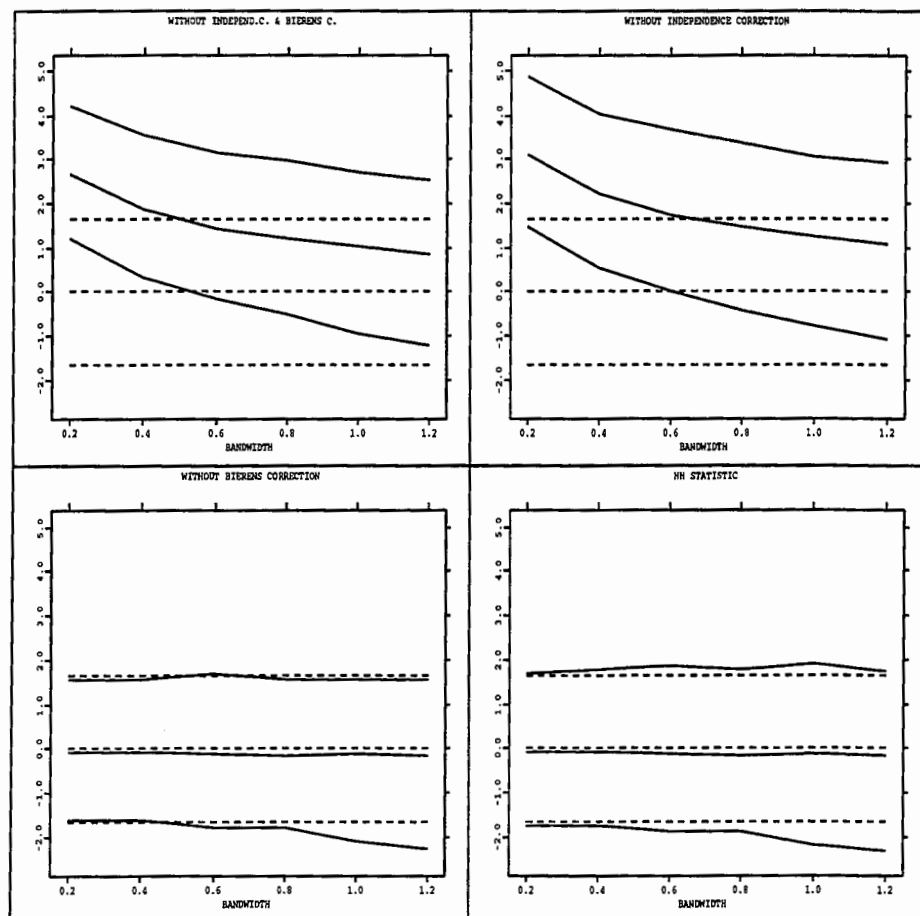 WITHOUT INDEPEND.C. & BIERENS C.
5.0
4.0
3.0
2.0
1.0
0.0
-1.0
-2.0
0.2 0.4 0.6 0.8 1.0 1.2
BANDWIDTH
WITHOUT INDEPENDENCE CORRECTION
5.0
4.0
3.0
2.0
1.0
0.0
-1.0
-2.0
0.2 0.4 0.6 0.8 1.0 1.2
BANDWIDTH
WITHOUT BIERENS CORRECTION
5.0
4.0
3.0
2.0
1.0
0.0
-1.0
-2.0
0.2 0.4 0.6 0.8 1.0 1.2
BANDWIDTH
HH STATISTIC
5.0
4.0
3.0
2.0
1.0
0.0
-1.0
-2.0
0.2 0.4 0.6 0.8 1.0 1.2
BANDWIDTH